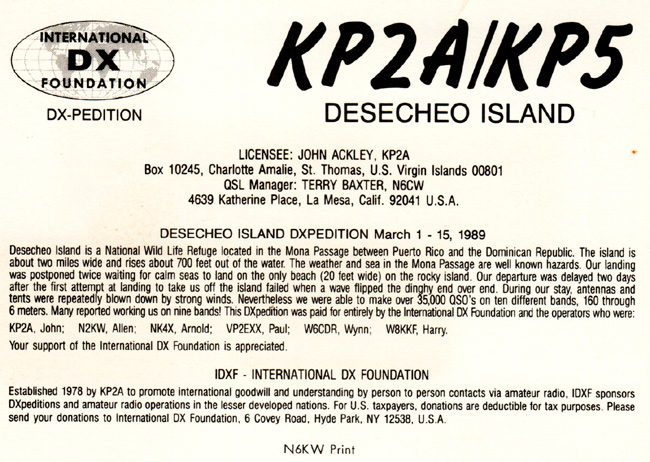 INTERNATIONAL
DX
FOUNDATION
DX-PEDITION
KP2A/KP5
DESECHEO ISLAND
LICENSEE: JOHN ACKLEY, KP2A
Box 10245, Charlotte Amalie, St. Thomas, U.S. Virgin Islands 00801
QSL Manager: TERRY BAXTER, N6CW
4639 Katherine Place, La Mesa, Calif. 92041 U.S.A.
DESECHEO ISLAND DXPEDITION March 1 - 15, 1989
Desecheo Island is a National Wild Life Refuge located in the Mona Passage between Puerto Rico and the Dominican Republic. The island is
about two miles wide and rises about 700 feet out of the water. The weather and sea in the Mona Passage are well known hazards. Our landing
was postponed twice waiting for calm seas to land on the only beach (20 feet wide) on the rocky island. Our departure was delayed two days
after the first attempt at landing to take us off the island failed when a wave flipped the dinghy end over end. During our stay, antennas and
tents were repeatedly blown down by strong winds. Nevertheless we were able to make over 35,000 QSO's on ten different bands, 160 through
6 meters. Many reported working us on nine bands! This DXpedition was paid for entirely by the International DX Foundation and the operators who were:
KP2A, John; N2KW, Allen; NK4X, Arnold; VP2EXX, Paul; W6CDR, Wynn; W8KKF, Harry.
Your support of the International DX Foundation is appreciated.
IDXF - INTERNATIONAL DX FOUNDATION
Established 1978 by KP2A to promote international goodwill and understanding by person to person contacts via amateur radio, IDXF sponsors
DXpeditions and amateur radio operations in the lesser developed nations. For U.S. taxpayers, donations are deductible for tax purposes. Please
send your donations to International DX Foundation, 6 Covey Road, Hyde Park, NY 12538, U.S.A.
N6KW Print